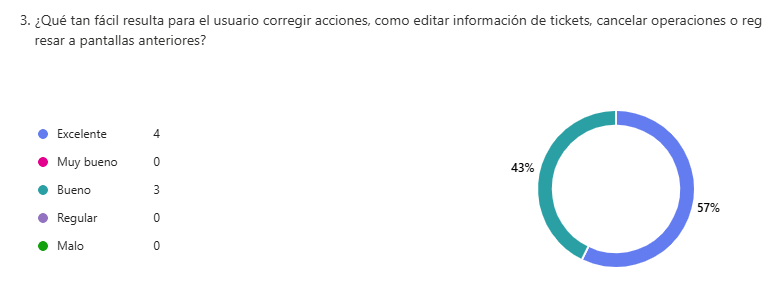 3. ¿Qué tan fácil resulta para el usuario corregir acciones, como editar información de tickets, cancelar operaciones o reg
resar a pantallas anteriores?
Excelente 4
Muy bueno 0
Bueno 3
Regular 0
Malo 0
43%
57%